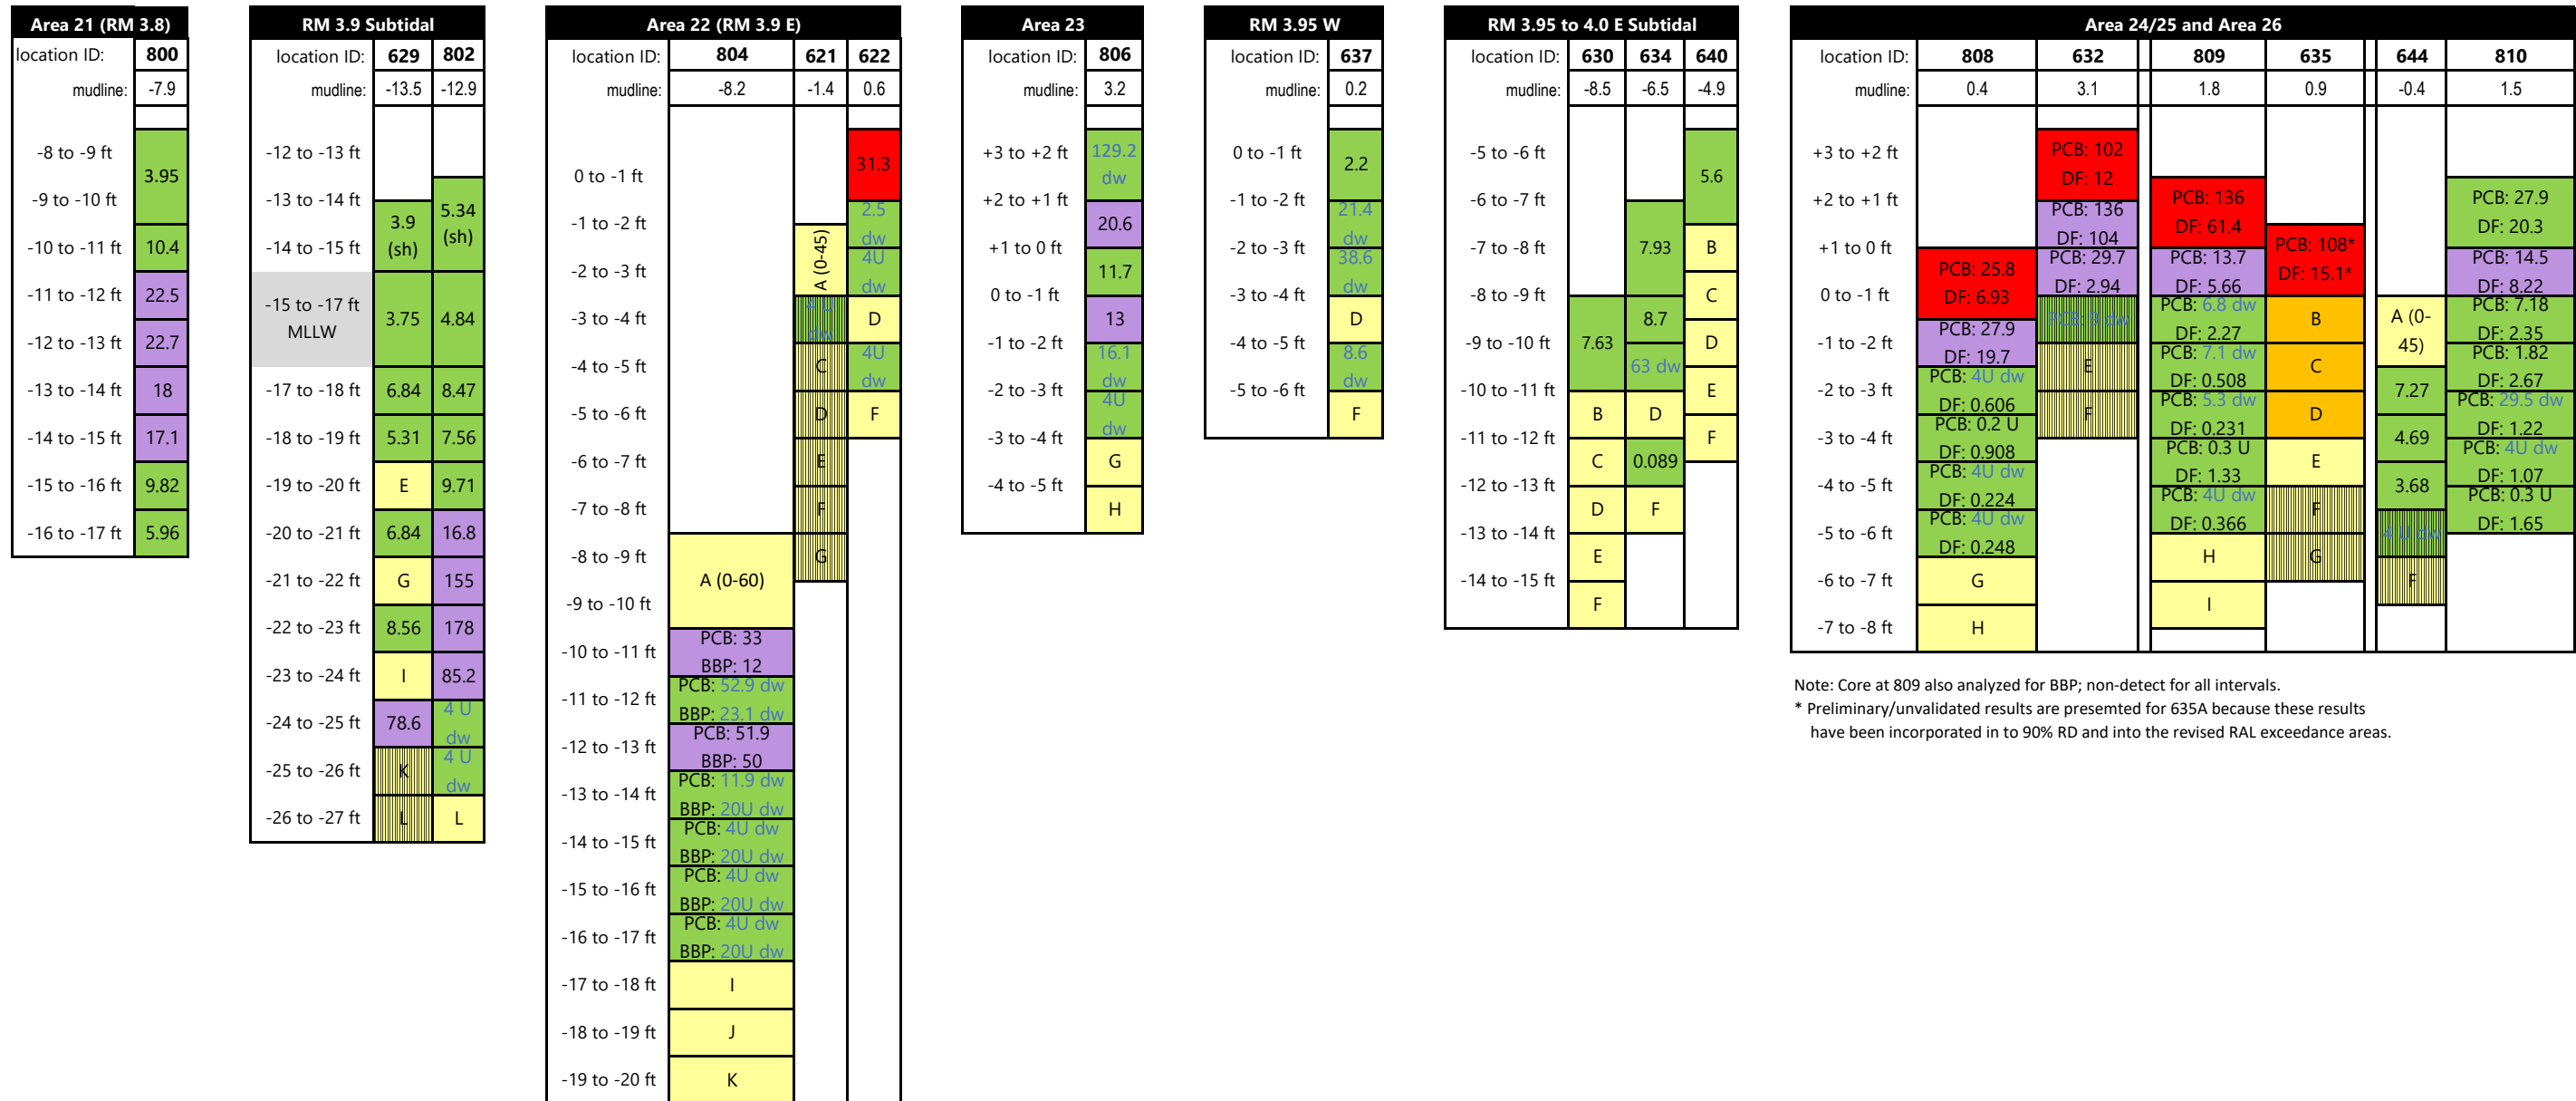 Area 21 (RM 3.8)
location ID: 800
mudline: -7.9
-8 to -9 ft
3.95
-9 to -10 ft
-10 to -11 ft 10.4
-11 to -12 ft 22.5
-12 to -13 ft 22.7
-13 to -14 ft 18
-14 to -15 ft 17.1
-15 to -16 ft 9.82
-16 to -17 ft 5.96
RM 3.9 Subtidal
location ID: 629 802
mudline: -13.5 -12.9
-12 to -13 ft
-13 to -14 ft
3.9 (sh)
5.34 (sh)
-14 to -15 ft
-15 to -17 ft MLLW 3.75 4.84
-17 to -18 ft 6.84 8.47
-18 to -19 ft 5.31 7.56
-19 to -20 ft E 9.71
-20 to -21 ft 6.84 16.8
-21 to -22 ft G 155
-22 to -23 ft 8.56 178
-23 to -24 ft I 85.2
-24 to -25 ft 78.6 4 U dw
-25 to -26 ft K 4 U dw
-26 to -27 ft L L
Area 22 (RM 3.9 E)
location ID: 804 621 622
mudline: -8.2 -1.4 0.6
31.3
0 to -1 ft
-1 to -2 ft 2.5 dw
A (0-45)
-2 to -3 ft 4U dw
-3 to -4 ft 4 U dw D
-4 to -5 ft C 4U dw
-5 to -6 ft D F
-6 to -7 ft E
-7 to -8 ft F
-8 to -9 ft G
A (0-60)
-9 to -10 ft
-10 to -11 ft PCB: 33
BBP: 12
-11 to -12 ft PCB: 52.9 dw
BBP: 23.1 dw
-12 to -13 ft PCB: 51.9
BBP: 50
-13 to -14 ft PCB: 11.9 dw
BBP: 20U dw
-14 to -15 ft PCB: 4U dw
BBP: 20U dw
-15 to -16 ft PCB: 4U dw
BBP: 20U dw
-16 to -17 ft PCB: 4U dw
BBP: 20U dw
-17 to -18 ft I
-18 to -19 ft J
-19 to -20 ft K
Area 23
location ID: 806
mudline: 3.2
+3 to +2 ft 129.2 dw
+2 to +1 ft
20.6
+1 to 0 ft 11.7
0 to -1 ft 13
-1 to -2 ft 16.1 dw
-2 to -3 ft 4U dw
-3 to -4 ft G
-4 to -5 ft H
RM 3.95 W
location ID: 637
mudline: 0.2
0 to -1 ft 2.2
-1 to -2 ft 21.4 dw
-2 to -3 ft 38.6 dw
-3 to -4 ft D
-4 to -5 ft 8.6 dw
-5 to -6 ft F
RM 3.95 to 4.0 E Subtidal
location ID: 630 634 640
mudline: -8.5 -6.5 -4.9
-5 to -6 ft 5.6
-6 to -7 ft
-7 to -8 ft 7.93 B
-8 to -9 ft C
8.7
-9 to -10 ft 7.63 D
63 dw
-10 to -11 ft E
B D F
-11 to -12 ft
C 0.089
-12 to -13 ft
D F
-13 to -14 ft
E
-14 to -15 ft
F
Area 24/25 and Area 26
location ID: 808 632 809 635 644 810
mudline: 0.4 3.1 1.8 0.9 -0.4 1.5
+3 to +2 ft
+2 to +1 ft
+1 to 0 ft
0 to -1 ft
-1 to -2 ft
-2 to -3 ft
-3 to -4 ft
-4 to -5 ft
-5 to -6 ft
-6 to -7 ft
-7 to -8 ft
PCB: 25.8
DF: 6.93
PCB: 27.9
DF: 19.7
PCB: 4U dw
DF: 0.606
PCB: 0.2 U
DF: 0.908
PCB: 4U dw
DF: 0.224
PCB: 4U dw
DF: 0.248
G
H
PCB: 102
DF: 12
PCB: 136
DF: 104
PCB: 29.7
DF: 2.94
PCB: 9 dw
E
F
PCB: 136
DF: 61.4
PCB: 13.7
DF: 5.66
PCB: 6.8 dw
DF: 2.27
PCB: 7.1 dw
DF: 0.508
PCB: 5.3 dw
DF: 0.231
PCB: 0.3 U
DF: 1.33
PCB: 4U dw
DF: 0.366
H
I
PCB: 108*
DF: 15.1*
B
C
D
E
F
G
A (0-
45)
7.27
4.69
3.68
4 U dw
F
PCB: 27.9
DF: 20.3
PCB: 14.5
DF: 8.22
PCB: 7.18
DF: 2.35
PCB: 1.82
DF: 2.67
PCB: 29.5 dw
DF: 1.22
PCB: 4U dw
DF: 1.07
PCB: 0.3 U
DF: 1.65
Note: Core at 809 also analyzed for BBP; non-detect for all intervals.
* Preliminary/unvalidated results are presemted for 635A because these results
have been incorporated in to 90% RD and into the revised RAL exceedance areas.